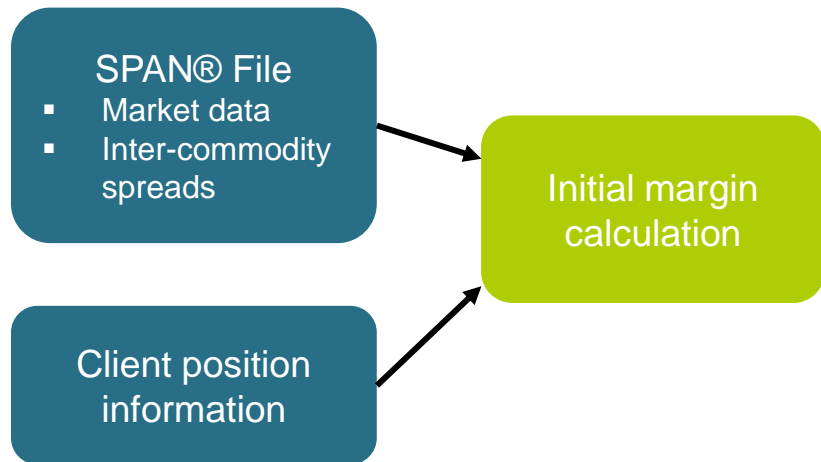 SPAN® File
▪ Market data
▪ Inter-commodity
spreads
Initial margin
calculation
Client position
information